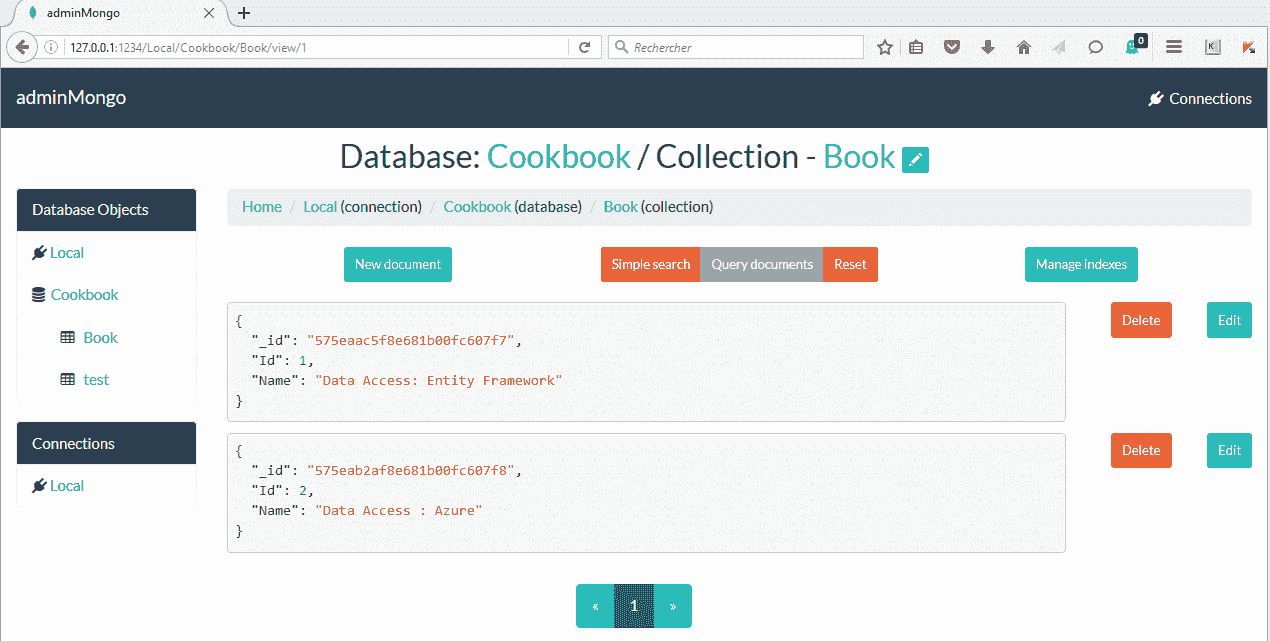 adminMongo
127.0.0.1:1234/Local/Cookbook/Book/view/1
Rechercher
0
K
adminMongo
Connections
Database: Cookbook / Collection - Book
Database Objects
Local
Cookbook
Book
test
Connections
Local
Home / Local (connection) / Cookbook (database) / Book (collection)
New document
Simple search Query documents Reset
Manage indexes
{
"_id": "575eaac5f8e681b00fc607f7",
"Id": 1,
"Name": "Data Access: Entity Framework"
}
Delete Edit
{
"_id": "575eab2af8e681b00fc607f8",
"Id": 2,
"Name": "Data Access : Azure"
}
Delete Edit
« 1 »